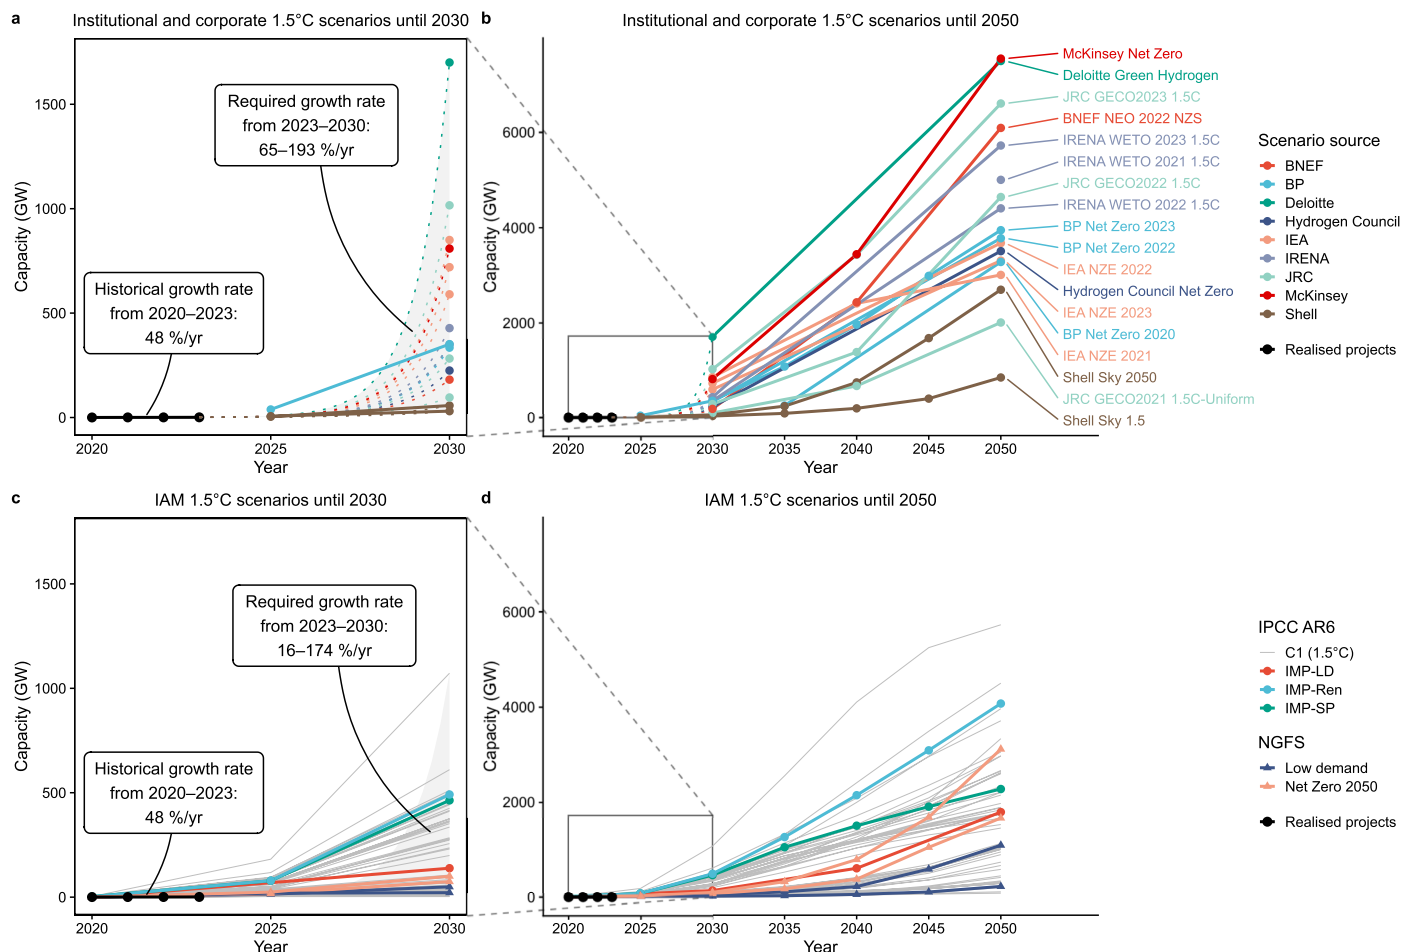 a
Institutional and corporate 1.5°C scenarios until 2030
Capacity (GW)
1500
1000
500
0
2020
2025
2030
Year
Required growth rate
from 2023–2030:
65–193 %/yr
Historical growth rate
from 2020–2023:
48 %/yr
b
Institutional and corporate 1.5°C scenarios until 2050
Capacity (GW)
6000
4000
2000
0
2020
2025
2030
2035
2040
2045
2050
Year
McKinsey Net Zero
Deloitte Green Hydrogen
JRC GECO2023 1.5C
BNEF NEO 2022 NZS
IRENA WETO 2023 1.5C
IRENA WETO 2021 1.5C
JRC GECO2022 1.5C
IRENA WETO 2022 1.5C
BP Net Zero 2023
BP Net Zero 2022
IEA NZE 2022
Hydrogen Council Net Zero
IEA NZE 2023
BP Net Zero 2020
IEA NZE 2021
Shell Sky 2050
JRC GECO2021 1.5C-Uniform
Shell Sky 1.5
Scenario source
BNEF
BP
Deloitte
Hydrogen Council
IEA
IRENA
JRC
McKinsey
Shell
Realised projects
c
IAM 1.5°C scenarios until 2030
Capacity (GW)
1500
1000
500
0
2020
2025
2030
Year
Required growth rate
from 2023–2030:
16–174 %/yr
Historical growth rate
from 2020–2023:
48 %/yr
d
IAM 1.5°C scenarios until 2050
Capacity (GW)
6000
4000
2000
0
2020
2025
2030
2035
2040
2045
2050
Year
IPCC AR6
C1 (1.5°C)
IMP-LD
IMP-Ren
IMP-SP
NGFS
Low demand
Net Zero 2050
Realised projects